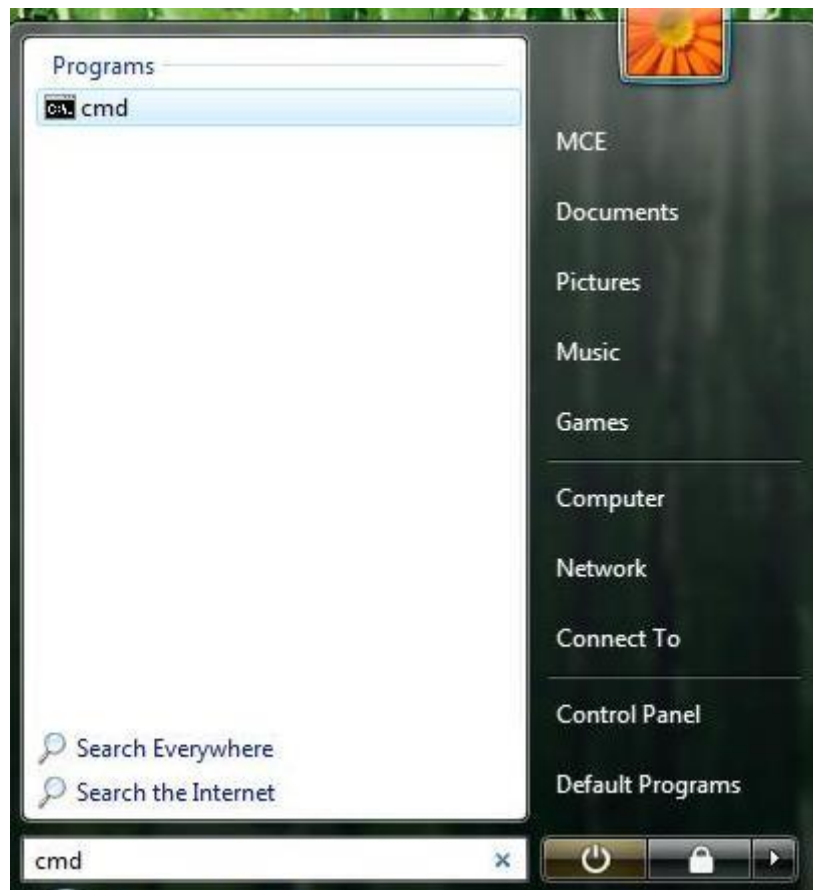 Programs
cmd
Search Everywhere
Search the Internet
cmd
MCE
Documents
Pictures
Music
Games
Computer
Network
Connect To
Control Panel
Default Programs